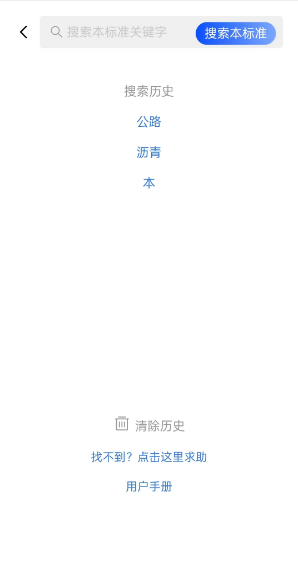 搜索本标准关键字 搜索本标准
搜索历史
公路
沥青
本
清除历史
找不到？点击这里求助
用户手册